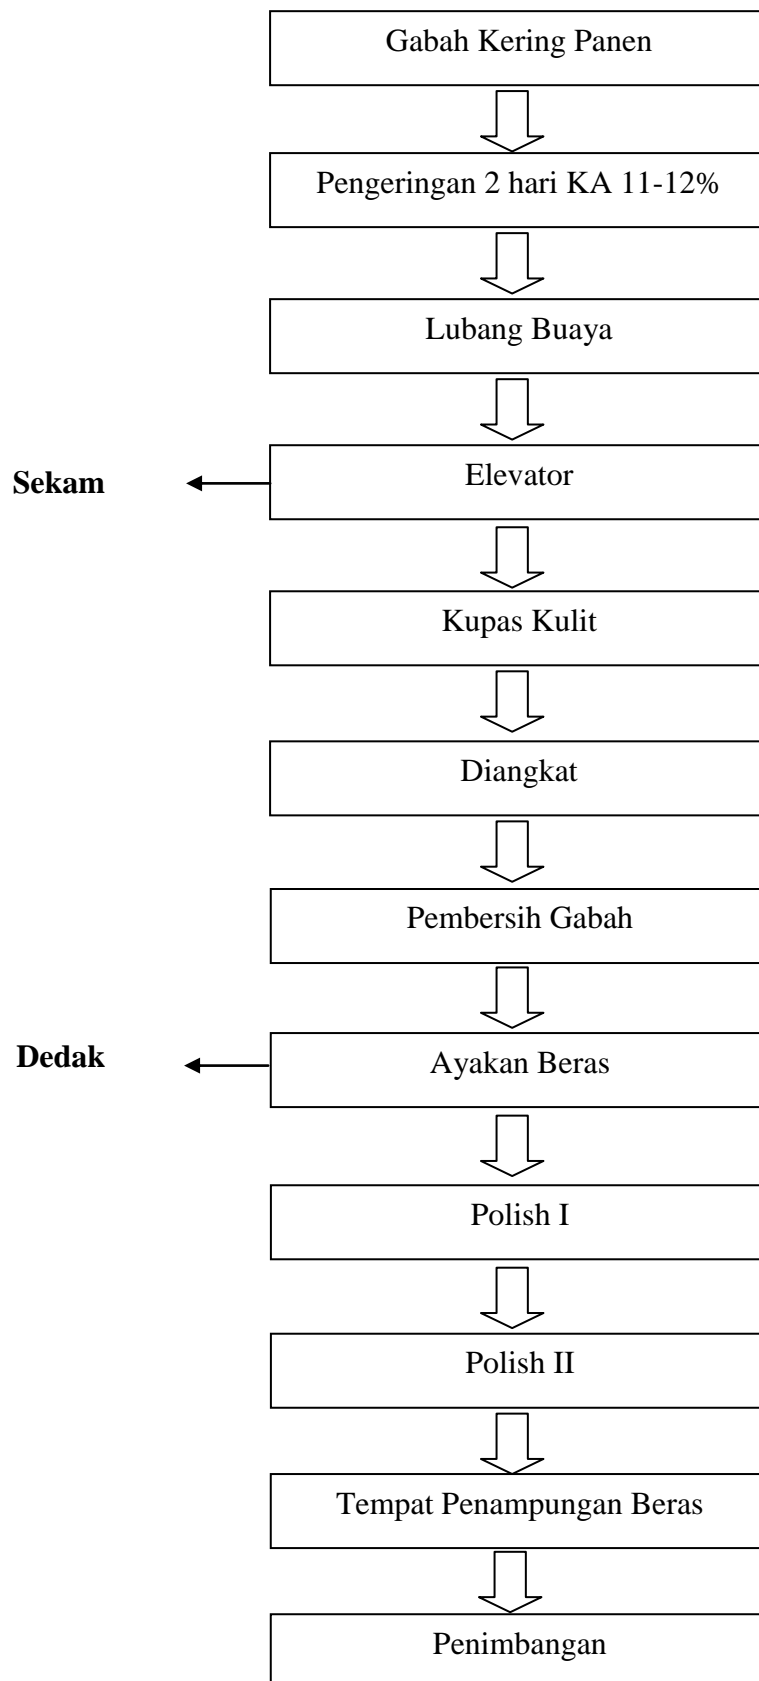 Gabah Kering Panen
Pengeringan 2 hari KA 11-12%
Lubang Buaya
Sekam
Elevator
Kupas Kulit
Diangkat
Pembersih Gabah
Dedak
Ayakan Beras
Polish I
Polish II
Tempat Penampungan Beras
Penimbangan